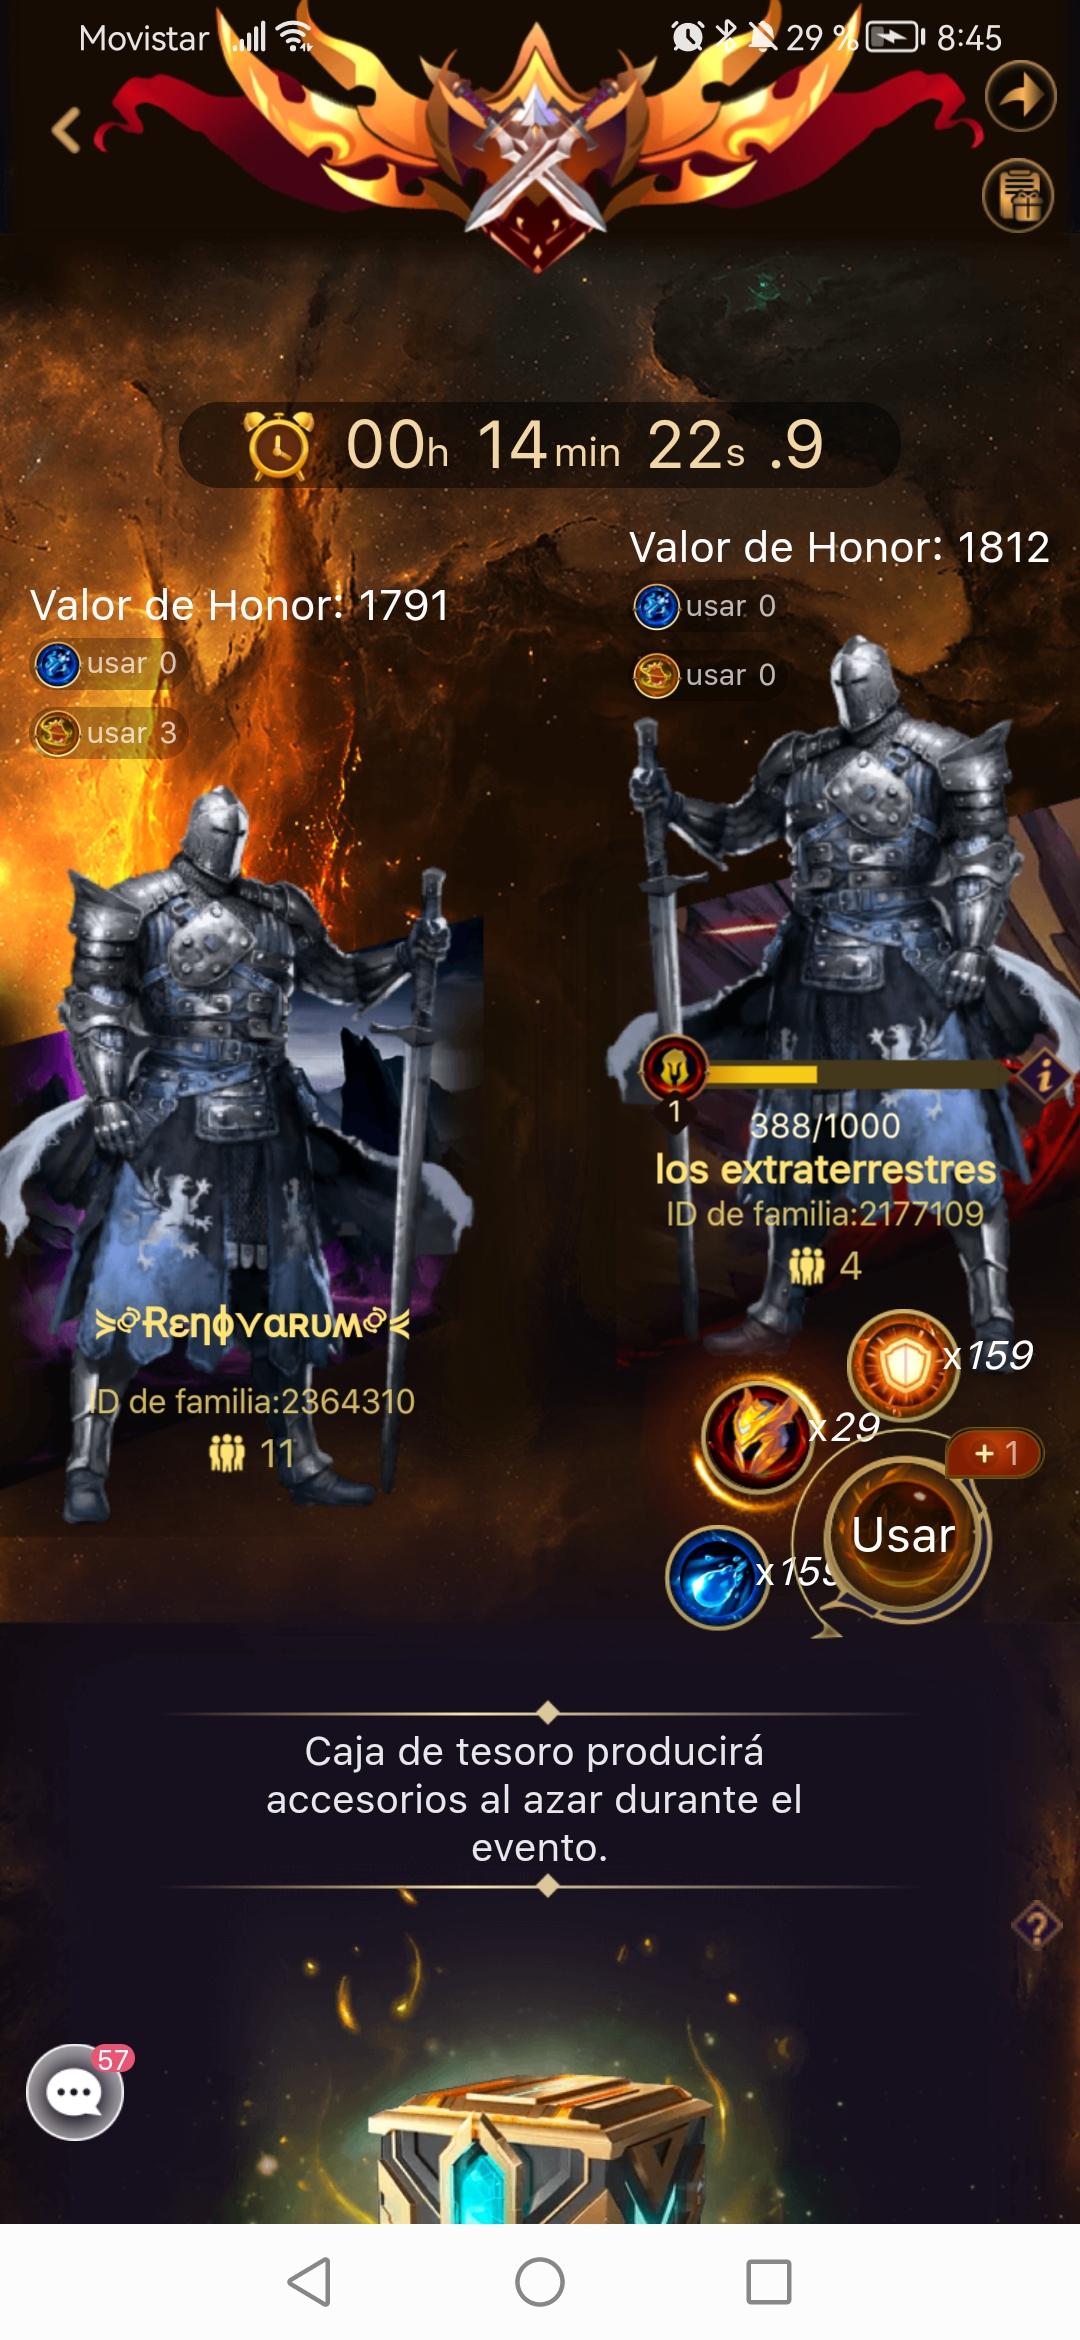 Movistar 29 % 8:45
00h 14min 22s .9
Valor de Honor: 1812
usar 0
usar 0
Valor de Honor: 1791
usar 0
usar 3
1
388/1000
los extraterrestres
ID de familia:2177109
4
≽ RεηϕѵαRυM ≼
ID de familia:2364310
11
x159
x29
+ 1
Usar
x159
Caja de tesoro producirá
accesorios al azar durante el
evento.
?
57